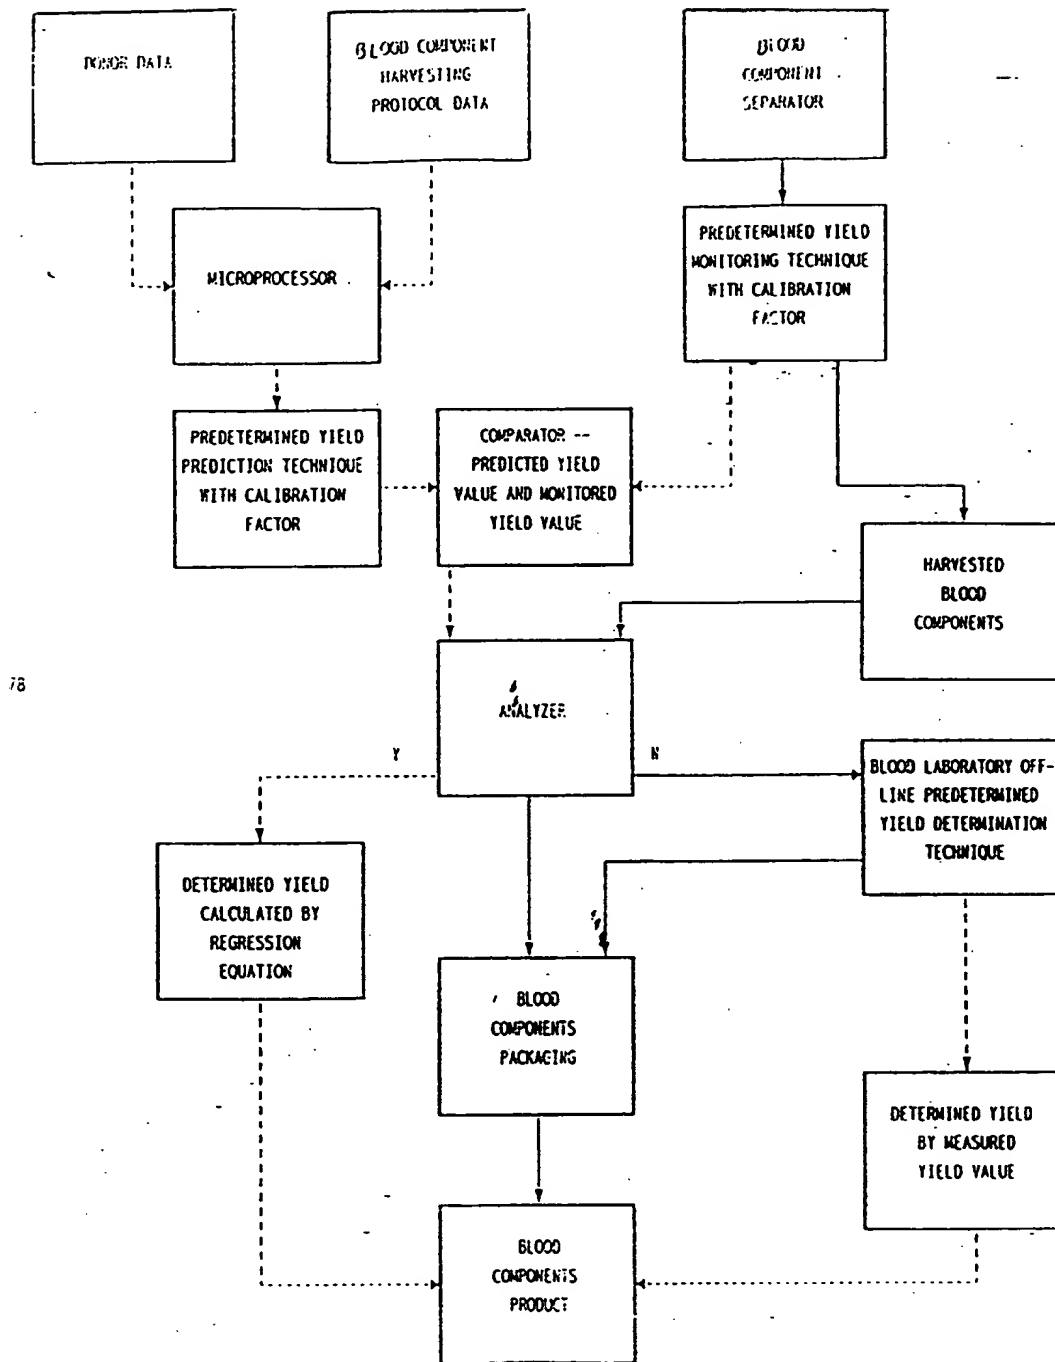 DONOR DATA
BLOOD COMPONENT
HARVESTING
PROTOCOL DATA
BLOOD
COMPONENT
SEPARATOR
MICROPROCESSOR
PREDETERMINED YIELD
MONITORING TECHNIQUE
WITH CALIBRATION
FACTOR
PREDETERMINED YIELD
PREDICTION TECHNIQUE
WITH CALIBRATION
FACTOR
COMPARATOR --
PREDICTED YIELD
VALUE AND MONITORED
YIELD VALUE
HARVESTED
BLOOD
COMPONENTS
78
ANALYZER
Y
N
BLOOD LABORATORY OFF-
LINE PREDETERMINED
YIELD DETERMINATION
TECHNIQUE
DETERMINED YIELD
CALCULATED BY
REGRESSION
EQUATION
BLOOD
COMPONENTS
PACKAGING
DETERMINED YIELD
BY MEASURED
YIELD VALUE
BLOOD
COMPONENTS
PRODUCT